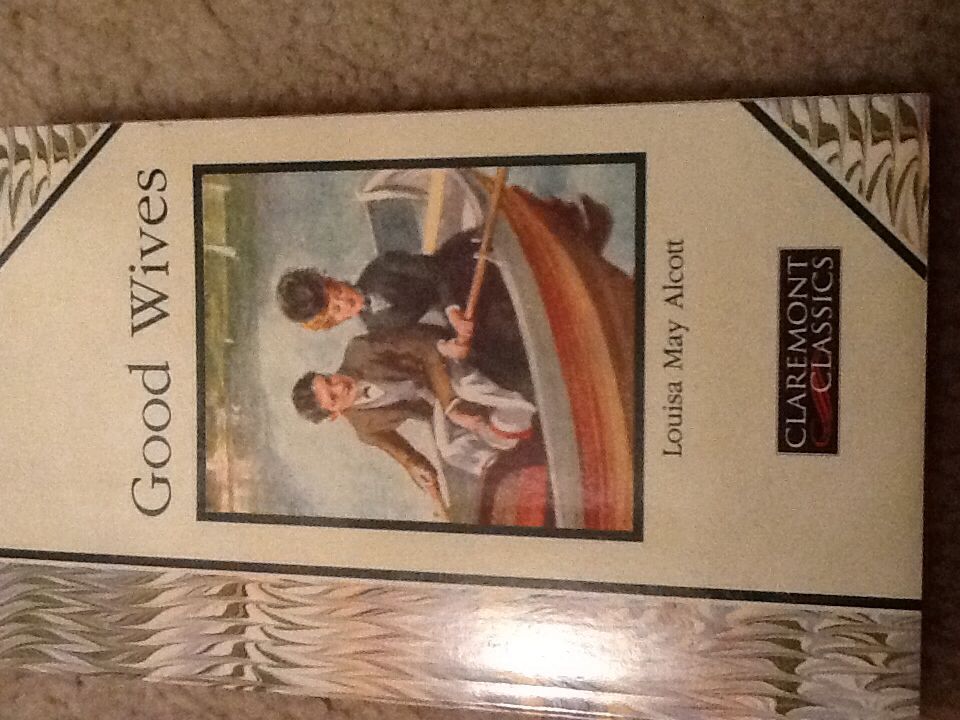 Good Wives
Louisa May Alcott
CLAREMONT
CLASSICS